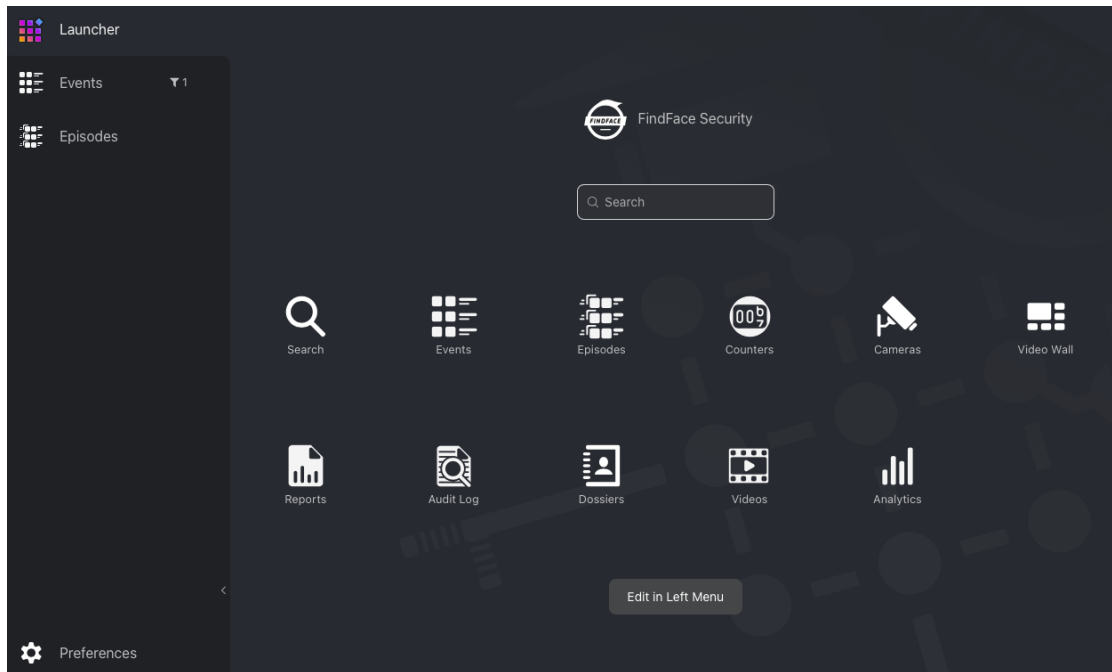 Launcher
Events 1
Episodes
FINDFACE
FindFace Security
Search
Search
Events
Episodes
Counters
Cameras
Video Wall
Reports
Audit Log
Dossiers
Videos
Analytics
Edit in Left Menu
Preferences